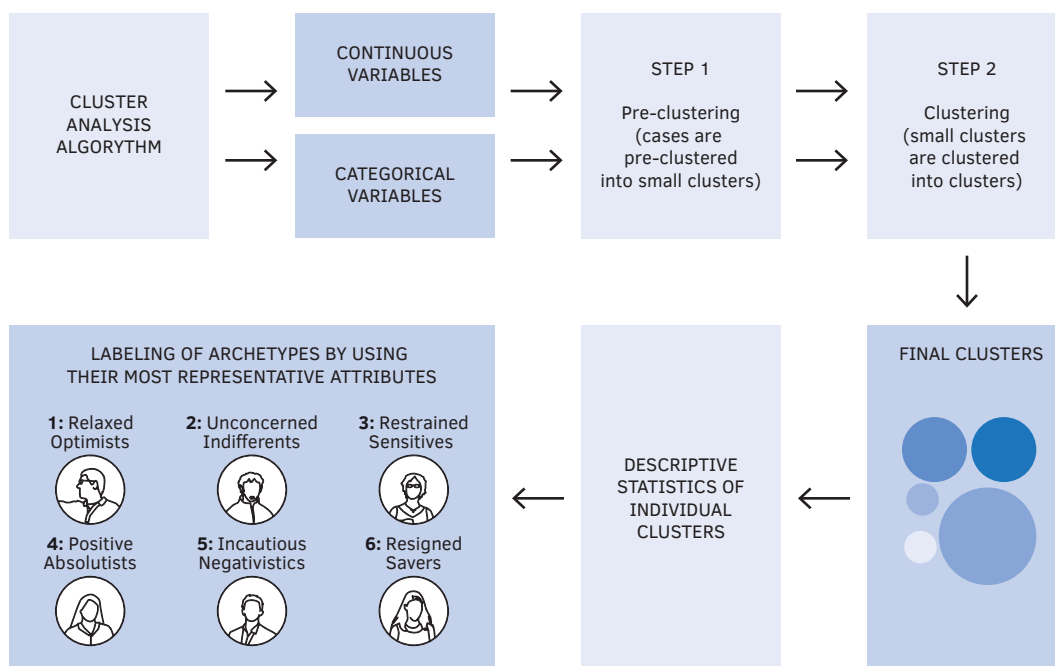 CLUSTER
ANALYSIS
ALGORYTHM
CONTINUOUS
VARIABLES
CATEGORICAL
VARIABLES
STEP 1
Pre-clustering
(cases are
pre-clustered
into small clusters)
STEP 2
Clustering
(small clusters
are clustered
into clusters)
FINAL CLUSTERS
DESCRIPTIVE
STATISTICS OF
INDIVIDUAL
CLUSTERS
LABELING OF ARCHETYPES BY USING
THEIR MOST REPRESENTATIVE ATTRIBUTES
1: Relaxed
Optimists
2: Unconcerned
Indifferents
3: Restrained
Sensitives
4: Positive
Absolutists
5: Incautious
Negativistics
6: Resigned
Savers